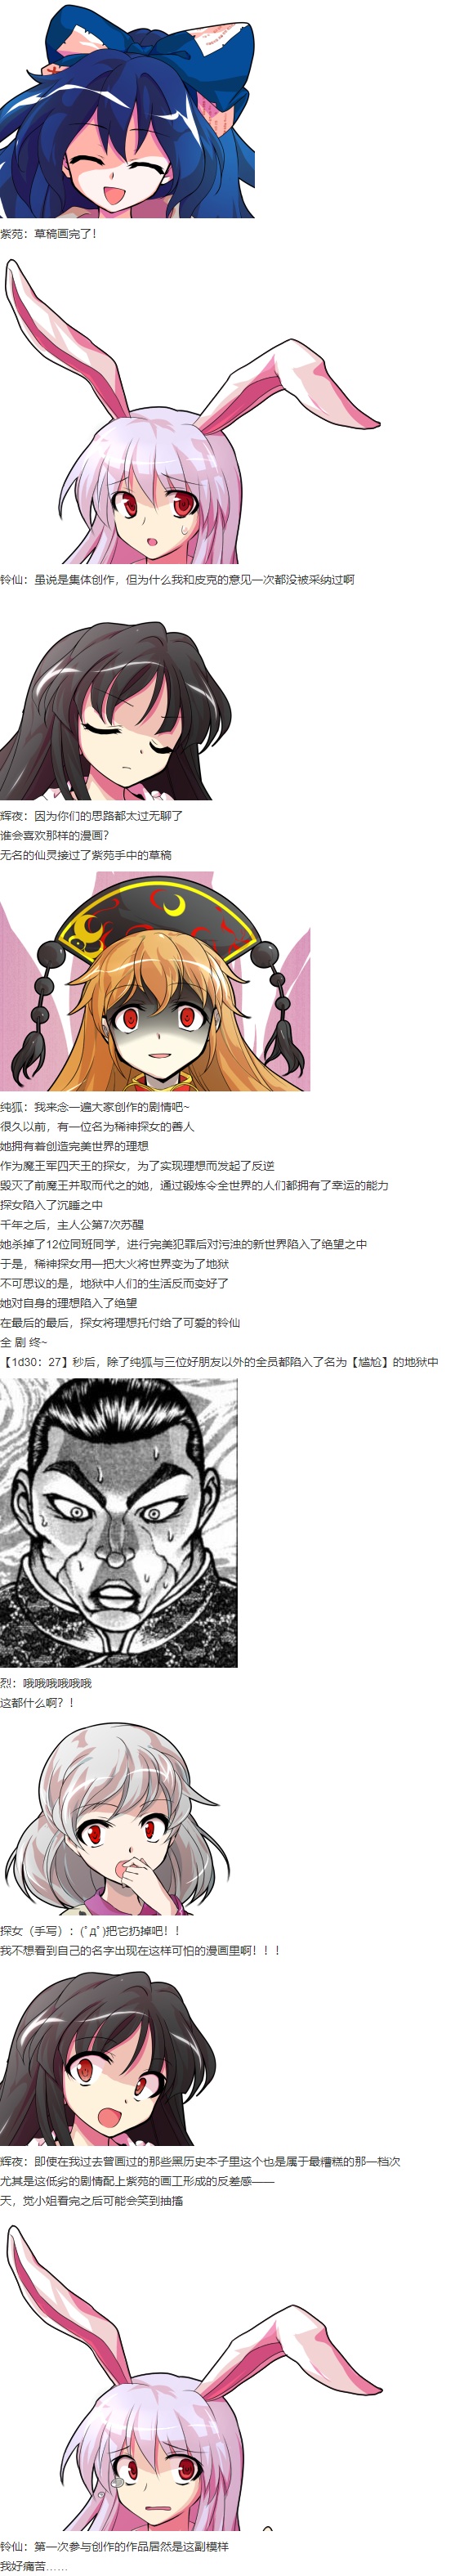 紫苑：草稿画完了！
铃仙：虽说是集体创作，但为什么我和皮克的意见一次都没被采纳过啊
辉夜：因为你们的思路都太过无聊了
谁会喜欢那样的漫画？
无名的仙灵接过了紫苑手中的草稿
纯狐：我来念一遍大家创作的剧情吧~
很久以前，有一位名为稀神探女的善人
她拥有着创造完美世界的理想
作为魔王军四天王的探女，为了实现理想而发起了反逆
毁灭了前魔王并取而代之的她，通过锻炼令全世界的人们都拥有了幸运的能力
探女陷入了沉睡之中
千年之后，主人公第7次苏醒
她杀掉了12位同班同学，进行完美犯罪后对污浊的新世界陷入了绝望之中
于是，稀神探女用一把大火将世界变为了地狱
不可思议的是，地狱中人们的生活反而变好了
她对自身的理想陷入了绝望
在最后的最后，探女将理想托付给了可爱的铃仙
全 剧 终~
【1d30：27】秒后，除了纯狐与三位好朋友以外的全员都陷入了名为【尴尬】的地狱中
烈：哦哦哦哦哦哦
这都什么啊？！
探女（手写）：(ﾟдﾟ)把它扔掉吧！！
我不想看到自己的名字出现在这样可怕的漫画里啊！！！
辉夜：即便在我过去曾画过的那些黑历史本子里这个也是属于最糟糕的那一档次
尤其是这低劣的剧情配上紫苑的画工形成的反差感——
天，觉小姐看完之后可能会笑到抽搐
铃仙：第一次参与创作的作品居然是这副模样
我好痛苦……